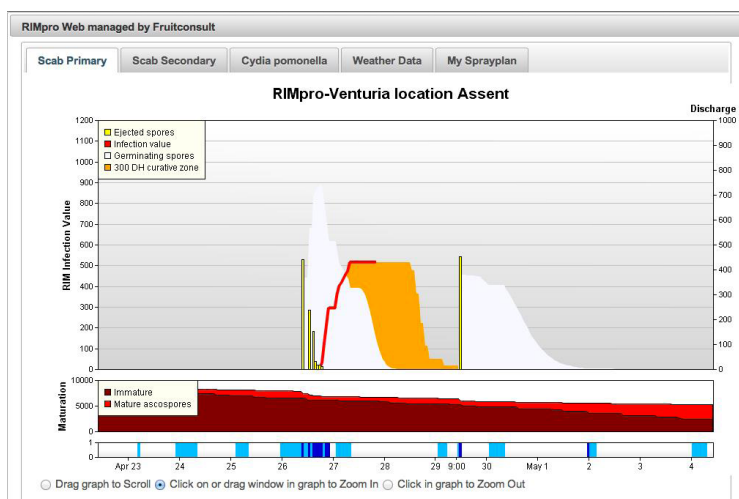 RIMpro Web managed by Fruitconsult
Scab Primary Scab Secondary Cydia pomonella Weather Data My Sprayplan
RIMpro-Venturia location Assent
Discharge
1200
1100
1000
900
800
700
600
500
400
300
200
100
0
RIM Infection Value
Ejected spores
Infection value
Germinating spores
300 DH curative zone
1000
900
800
700
600
500
400
300
200
100
0
10000
5000
0
Maturation
Immature
Mature ascospores
1
0
Apr 23 24 25 26 27 28 29 9:00 30 May 1 2 3 4
Drag graph to Scroll Click on or drag window in graph to Zoom In Click in graph to Zoom Out